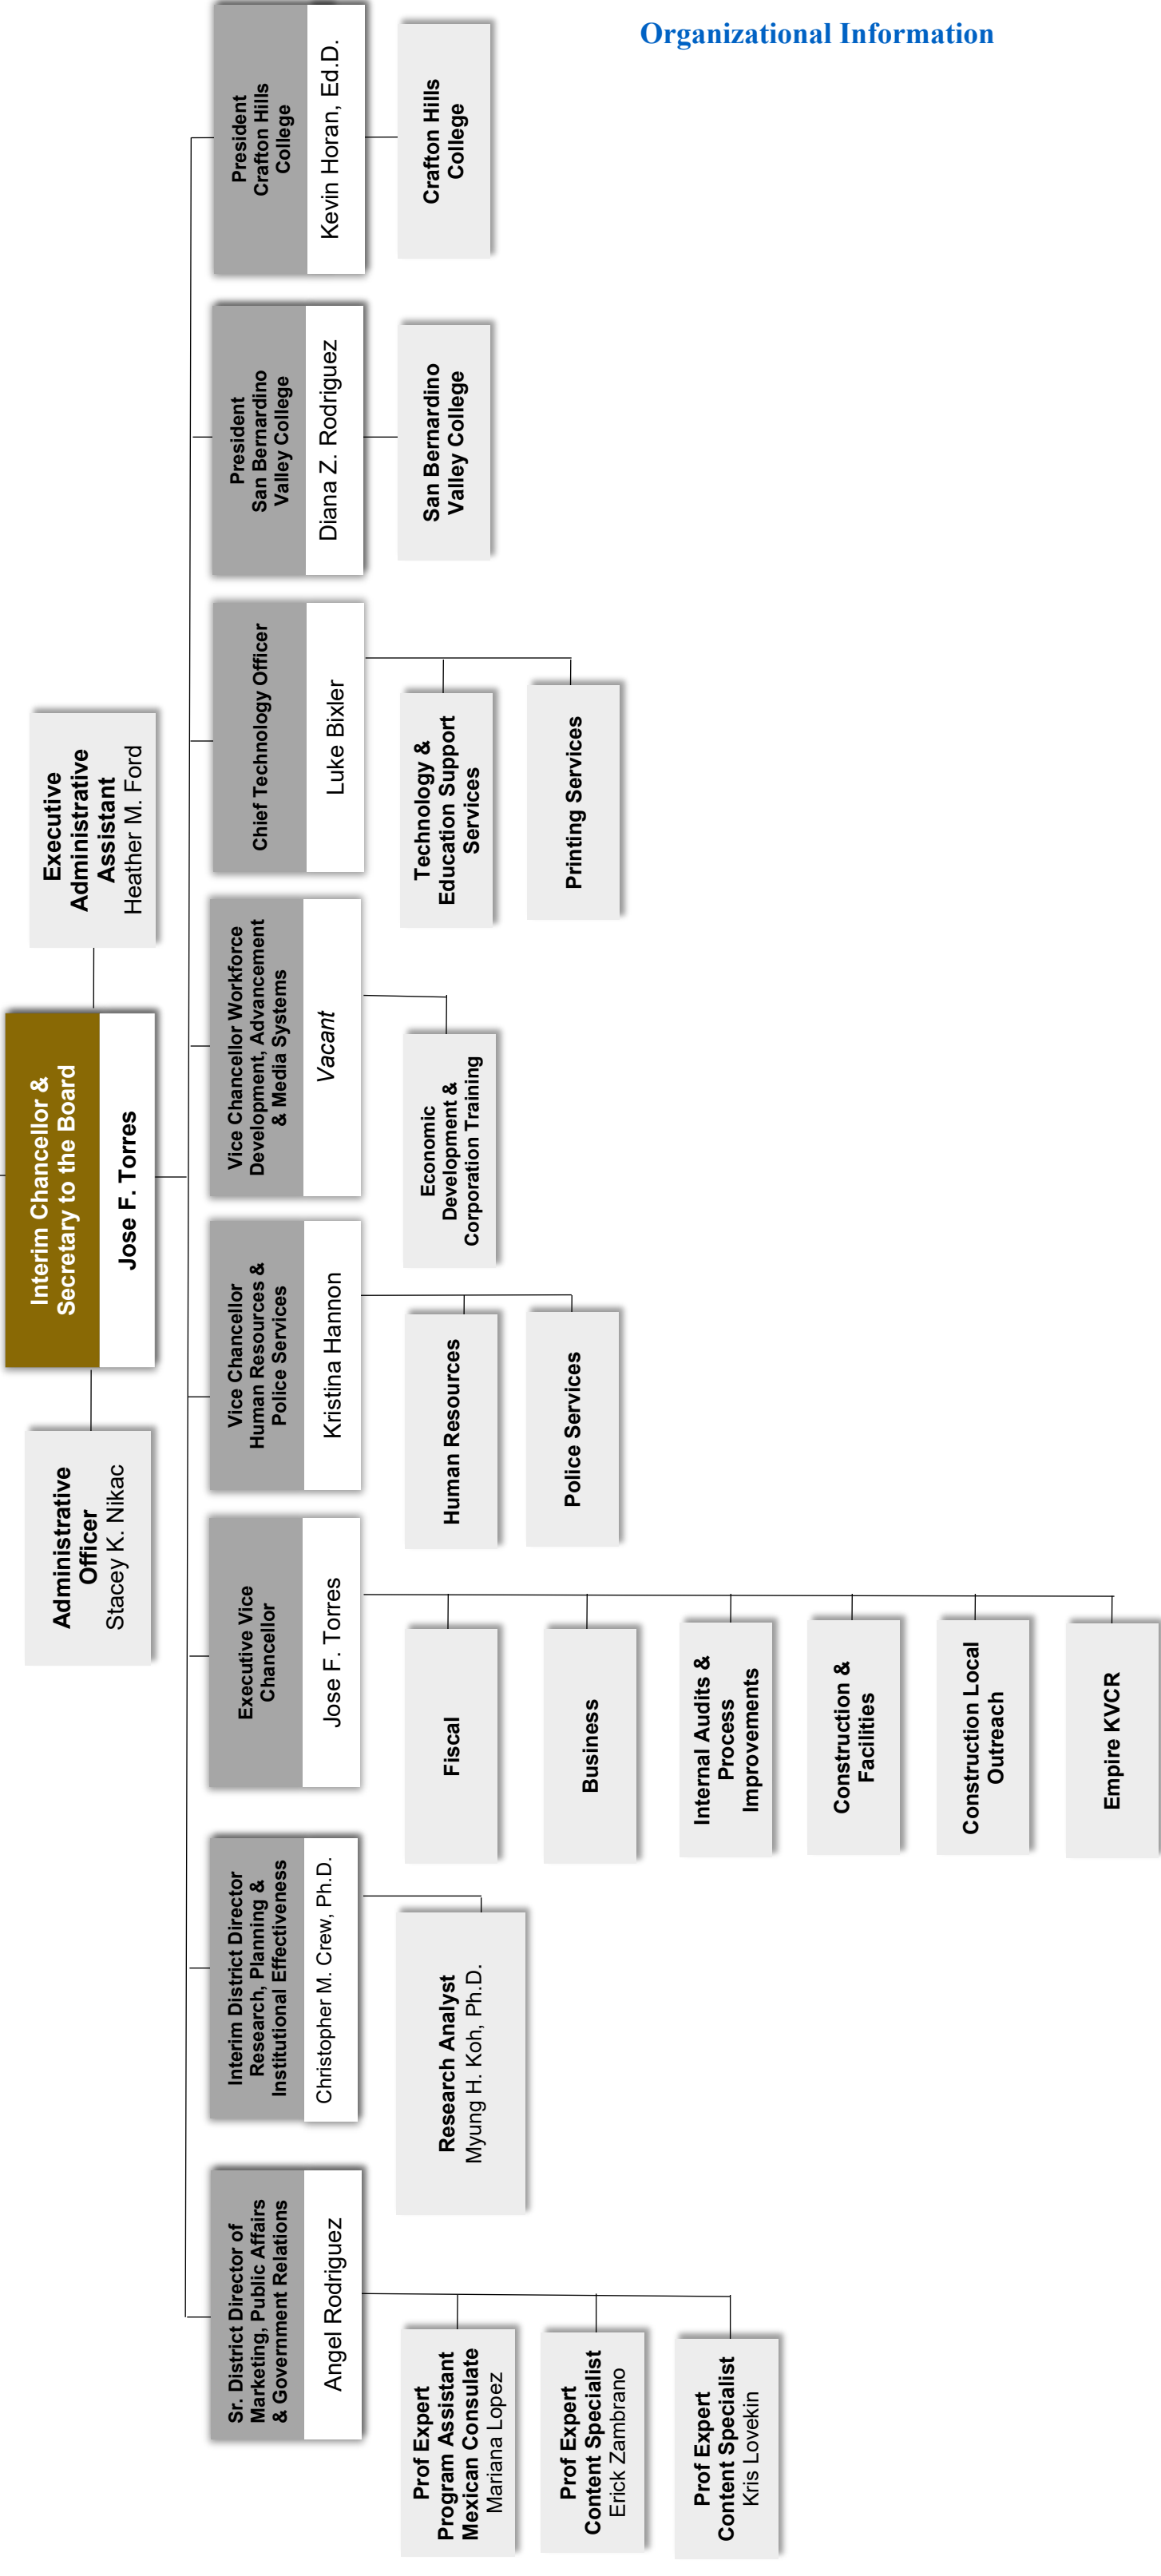 Organizational Information
Interim Chancellor &
Secretary to the Board
Jose F. Torres
Administrative
Officer
Stacey K. Nikac
Executive
Administrative
Assistant
Heather M. Ford
Sr. District Director of
Marketing, Public Affairs
& Government Relations
Angel Rodriguez
Prof Expert
Program Assistant
Mexican Consulate
Mariana Lopez
Prof Expert
Content Specialist
Erick Zambrano
Prof Expert
Content Specialist
Kris Lovekin
Interim District Director
Research, Planning &
Institutional Effectiveness
Christopher M. Crew, Ph.D.
Research Analyst
Myung H. Koh, Ph.D.
Executive Vice
Chancellor
Jose F. Torres
Fiscal
Business
Internal Audits &
Process
Improvements
Construction &
Facilities
Construction Local
Outreach
Empire KVCR
Vice Chancellor
Human Resources &
Police Services
Kristina Hannon
Human Resources
Police Services
Vice Chancellor Workforce
Development, Advancement
& Media Systems
Vacant
Economic
Development &
Corporation Training
Chief Technology Officer
Luke Bixler
Technology &
Education Support
Services
Printing Services
President
San Bernardino
Valley College
Diana Z. Rodriguez
San Bernardino
Valley College
President
Crafton Hills
College
Kevin Horan, Ed.D.
Crafton Hills
College